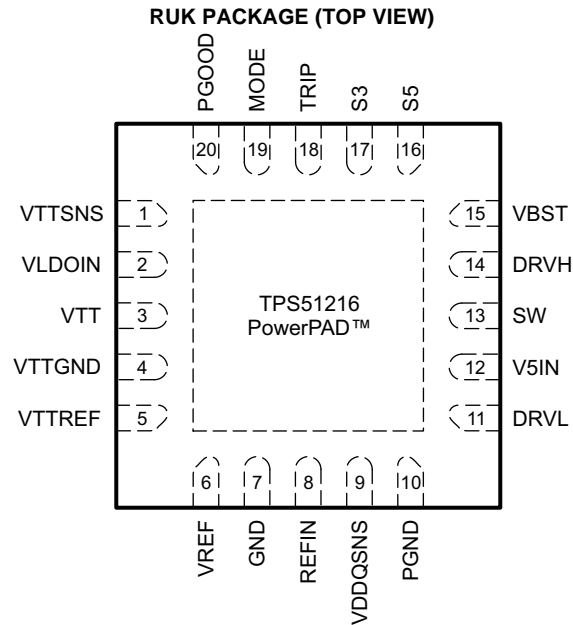 RUK PACKAGE (TOP VIEW)
PGOOD
MODE
TRIP
S3
S5
20
19
18
17
16
VTTSNS 1
15 VBST
VLDOIN 2
14 DRVH
VTT 3
13 SW
VTTGND 4
12 V5IN
VTTREF 5
11 DRVL
TPS51216
PowerPAD™
6
7
8
9
10
VREF
GND
REFIN
VDDQSNS
PGND